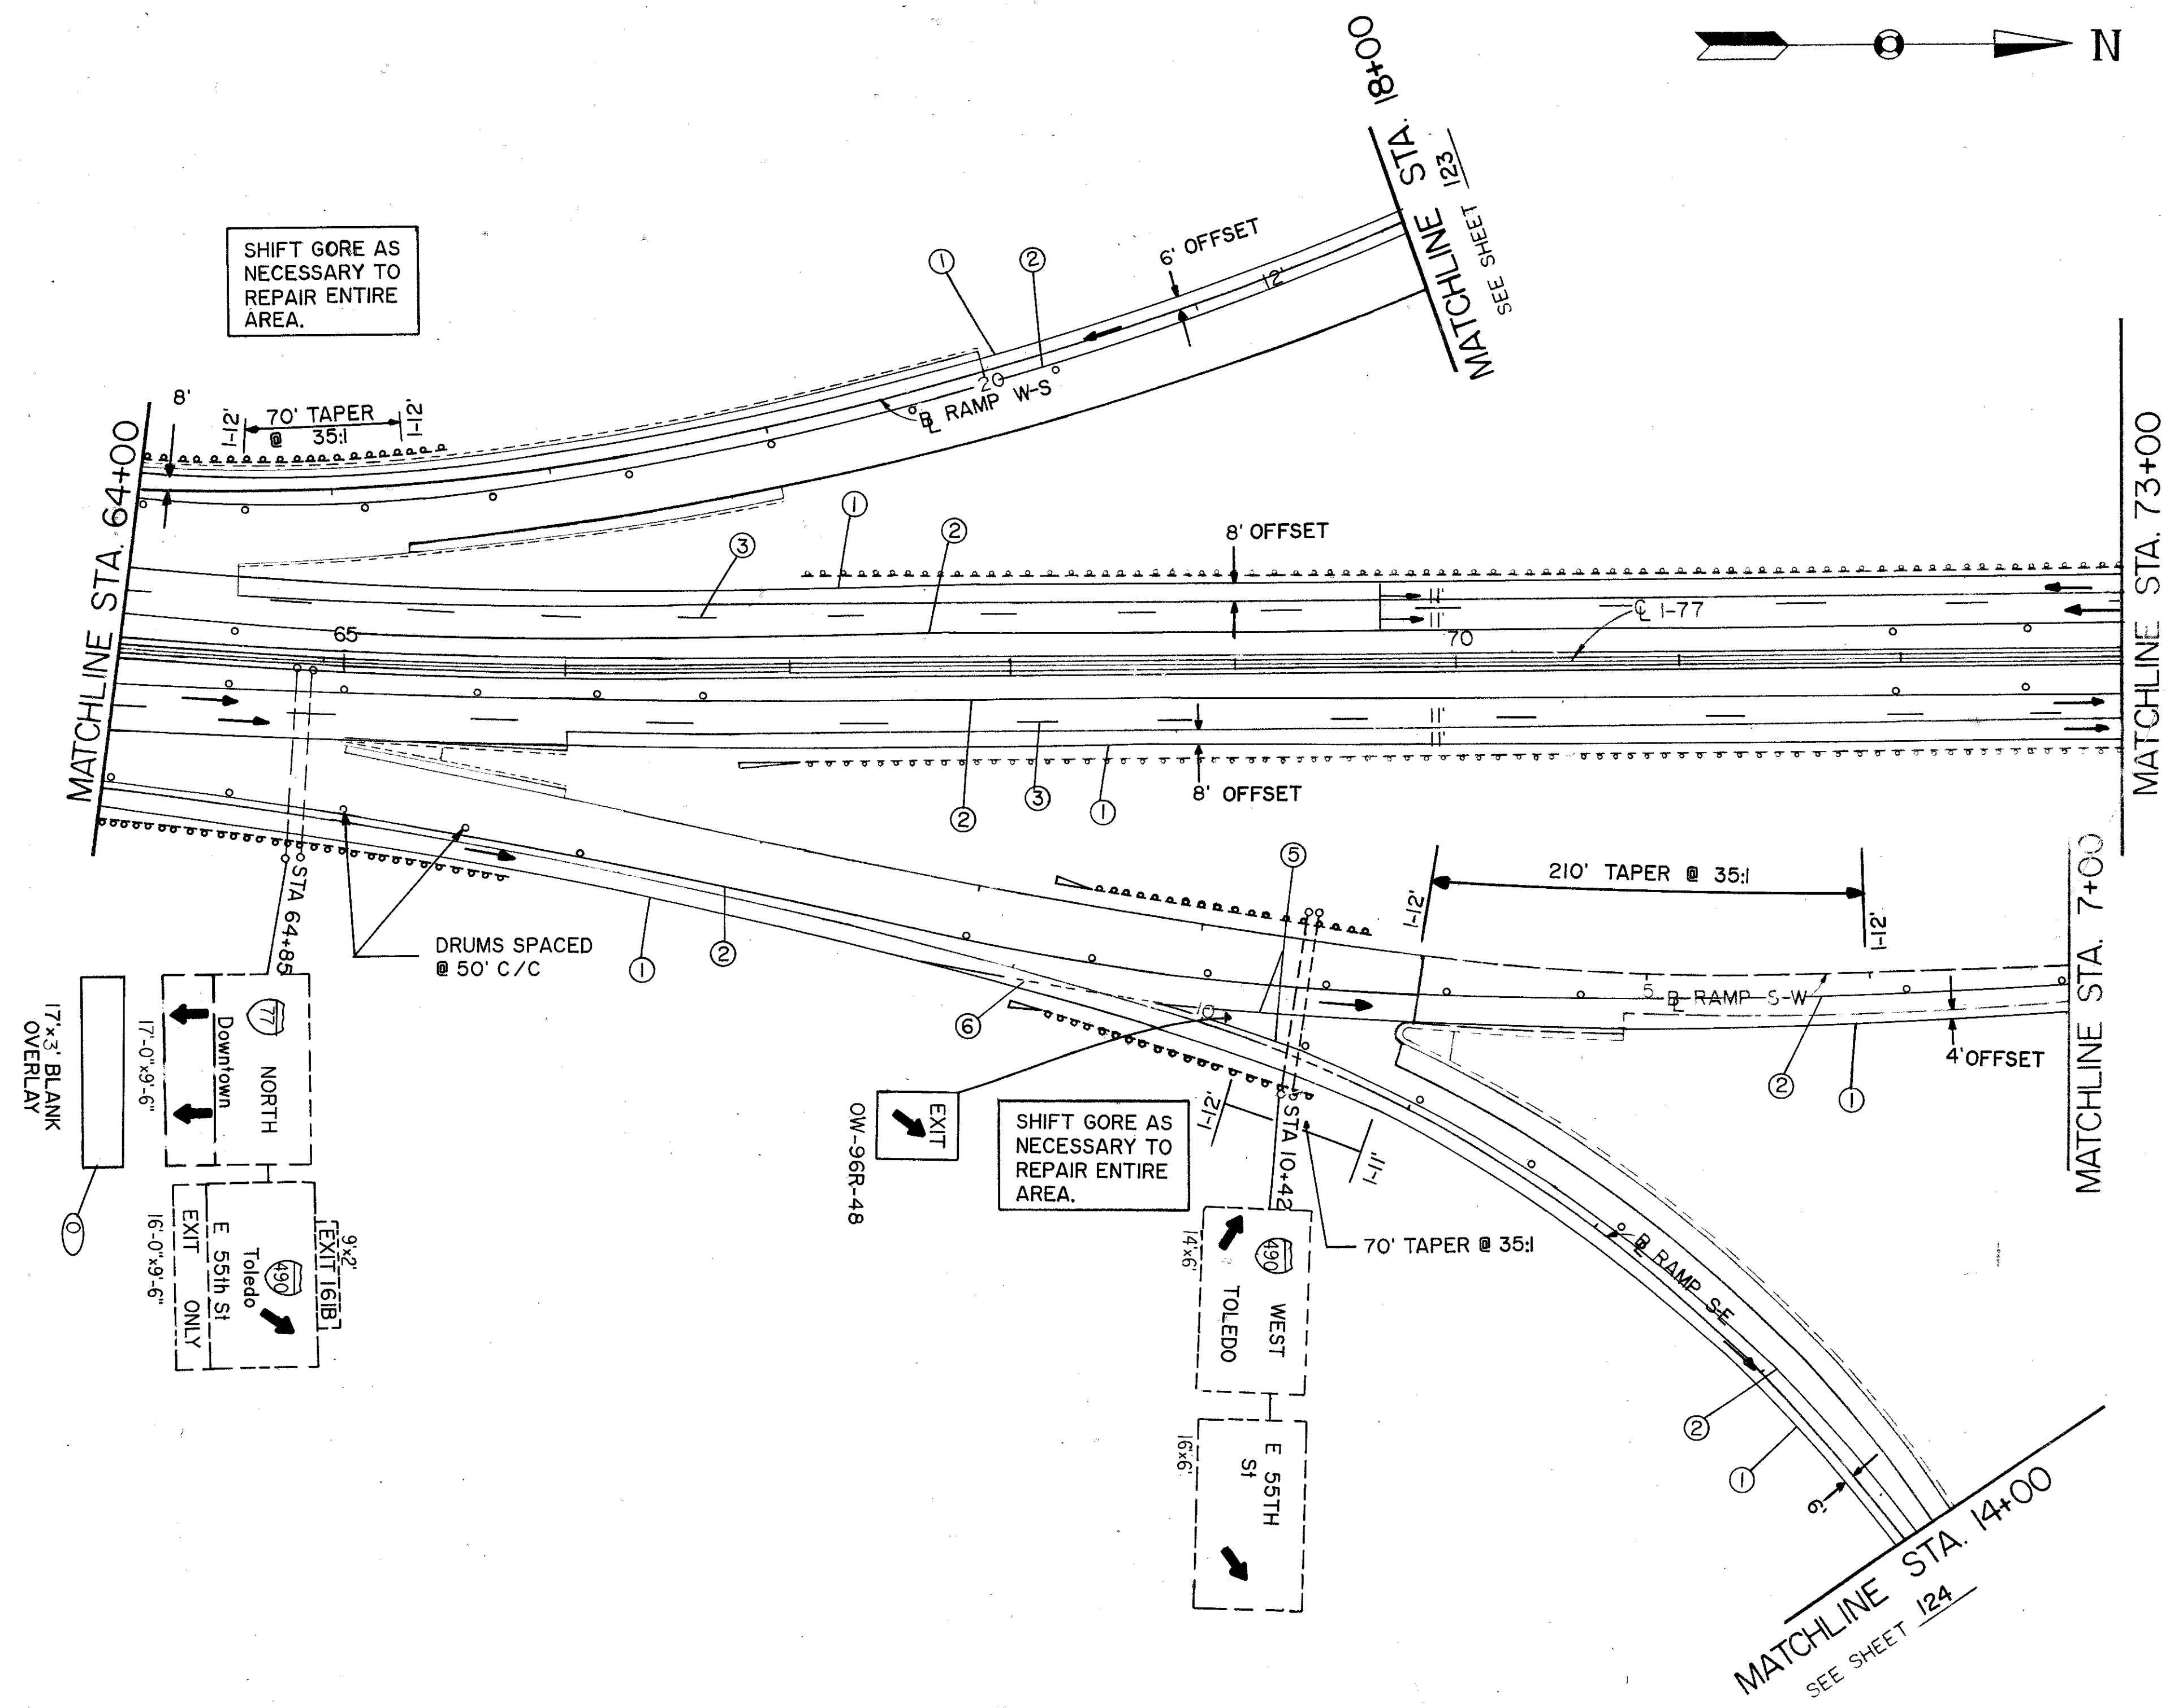 N
MATCHLINE STA. 18+00
SEE SHEET 123
SHIFT GORE AS
NECESSARY TO
REPAIR ENTIRE
AREA.
1
2
6' OFFSET
12'
20
B RAMP W-S
8'
1-12'
70' TAPER
@ 35:1
1-12'
MATCHLINE STA. 64+00
3
1
2
8' OFFSET
11'
65
70
C I-77
MATCHLINE STA. 73+00
11'
2
3
1
8' OFFSET
STA 64+85
DRUMS SPACED
@ 50' C/C
1
2
5
6
10
1-12'
210' TAPER @ 35:1
1-12'
MATCHLINE STA. 7+00
5
B RAMP S-W
4' OFFSET
2
1
EXIT
OW-96R-48
SHIFT GORE AS
NECESSARY TO
REPAIR ENTIRE
AREA.
1-12'
1-11'
STA 10+42
70' TAPER @ 35:1
B RAMP S-E
2
1
6'
MATCHLINE STA. 14+00
SEE SHEET 124
77 NORTH
Downtown
17'-0"x9'-6"
17'x3' BLANK
OVERLAY
O
9'x2'
EXIT 161B
490
Toledo
E 55th St
EXIT ONLY
16'-0"x9'-6"
490 WEST
TOLEDO
14'x6'
E 55TH
St
16'x6'